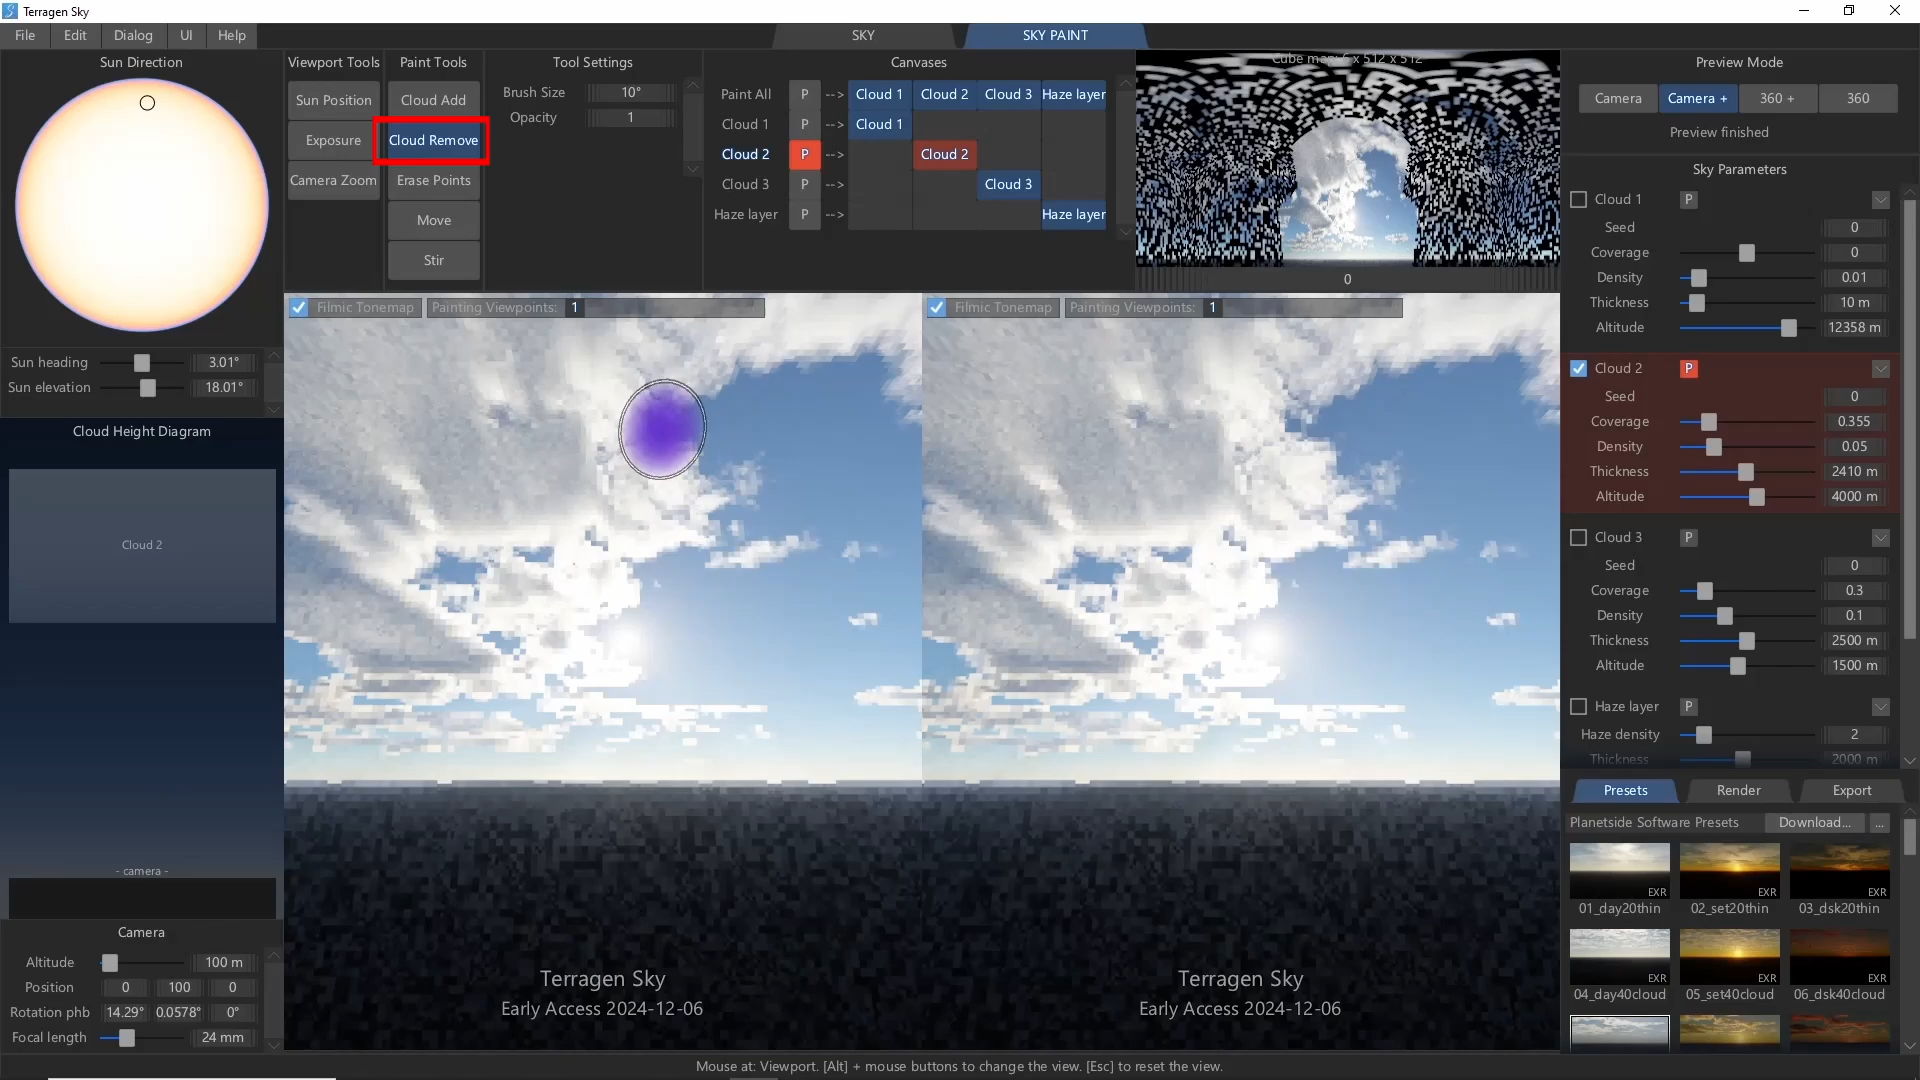 Terragen Sky
File Edit Dialog UI Help
SKY SKY PAINT
Sun Direction
Sun heading 3.01°
Sun elevation 18.01°
Cloud Height Diagram
Cloud 2
- camera -
Camera
Altitude 100 m
Position 0 100 0
Rotation phb 14.29° 0.0578° 0°
Focal length 24 mm
Viewport Tools
Sun Position
Exposure
Camera Zoom
Paint Tools
Cloud Add
Cloud Remove
Erase Points
Move
Stir
Tool Settings
Brush Size 10°
Opacity 1
Canvases
Paint All P --> Cloud 1 Cloud 2 Cloud 3 Haze layer
Cloud 1 P --> Cloud 1
Cloud 2 P --> Cloud 2
Cloud 3 P --> Cloud 3
Haze layer P --> Haze layer
Cube map 6 x 512 x 512
0
Filmic Tonemap Painting Viewpoints: 1
Terragen Sky
Early Access 2024-12-06
Filmic Tonemap Painting Viewpoints: 1
Terragen Sky
Early Access 2024-12-06
Preview Mode
Camera Camera + 360 + 360
Preview finished
Sky Parameters
Cloud 1 P
Seed 0
Coverage 0
Density 0.01
Thickness 10 m
Altitude 12358 m
Cloud 2 P
Seed 0
Coverage 0.355
Density 0.05
Thickness 2410 m
Altitude 4000 m
Cloud 3 P
Seed 0
Coverage 0.3
Density 0.1
Thickness 2500 m
Altitude 1500 m
Haze layer P
Haze density 2
Thickness 2000 m
Presets Render Export
Planetside Software Presets Download... ...
EXR EXR EXR
01_day20thin 02_set20thin 03_dsk20thin
EXR EXR EXR
04_day40cloud 05_set40cloud 06_dsk40cloud
Mouse at: Viewport. [Alt] + mouse buttons to change the view. [Esc] to reset the view.